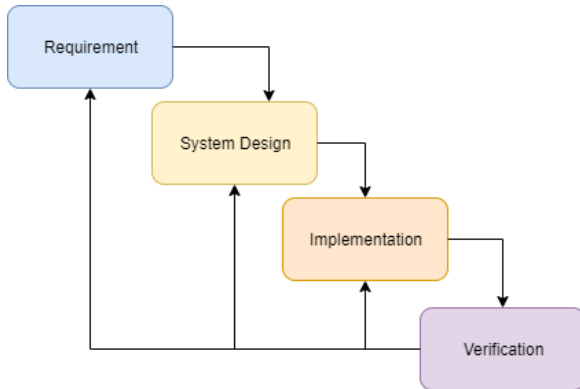 Requirement
System Design
Implementation
Verification